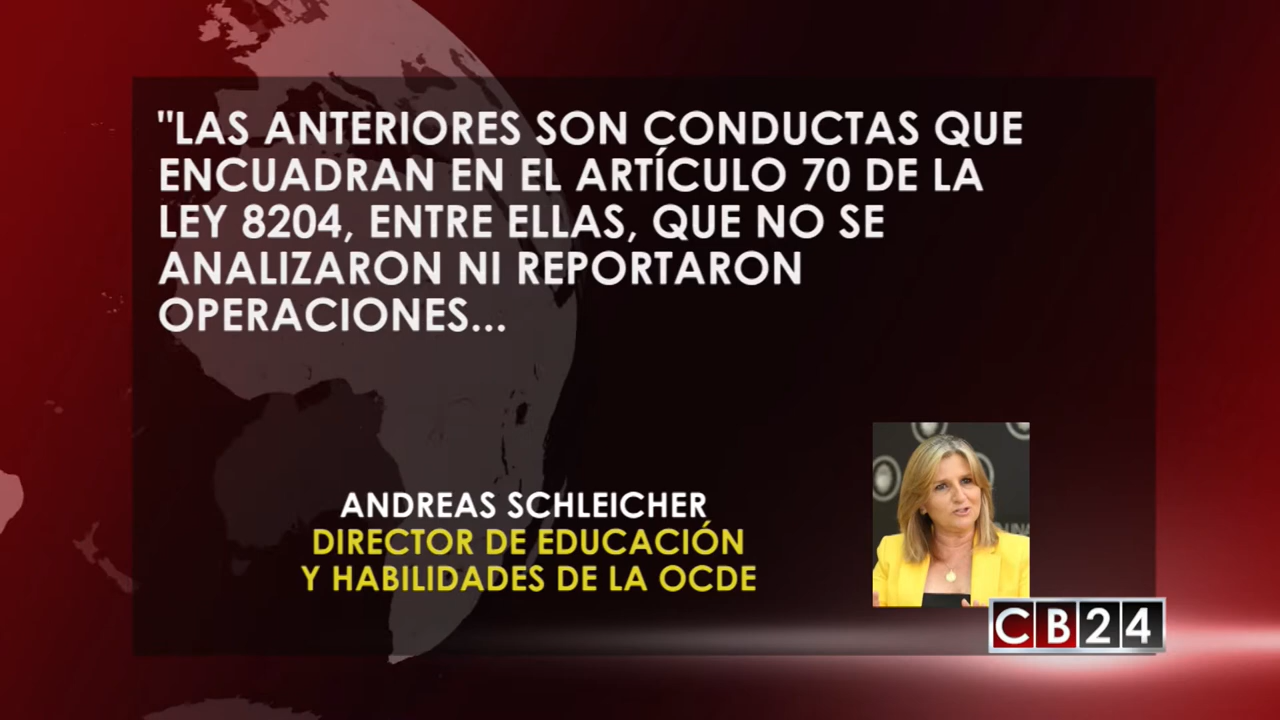 "LAS ANTERIORES SON CONDUCTAS QUE
ENCUADRAN EN EL ARTÍCULO 70 DE LA
LEY 8204, ENTRE ELLAS, QUE NO SE
ANALIZARON NI REPORTARON
OPERACIONES...
ANDREAS SCHLEICHER
DIRECTOR DE EDUCACIÓN
Y HABILIDADES DE LA OCDE
CB24